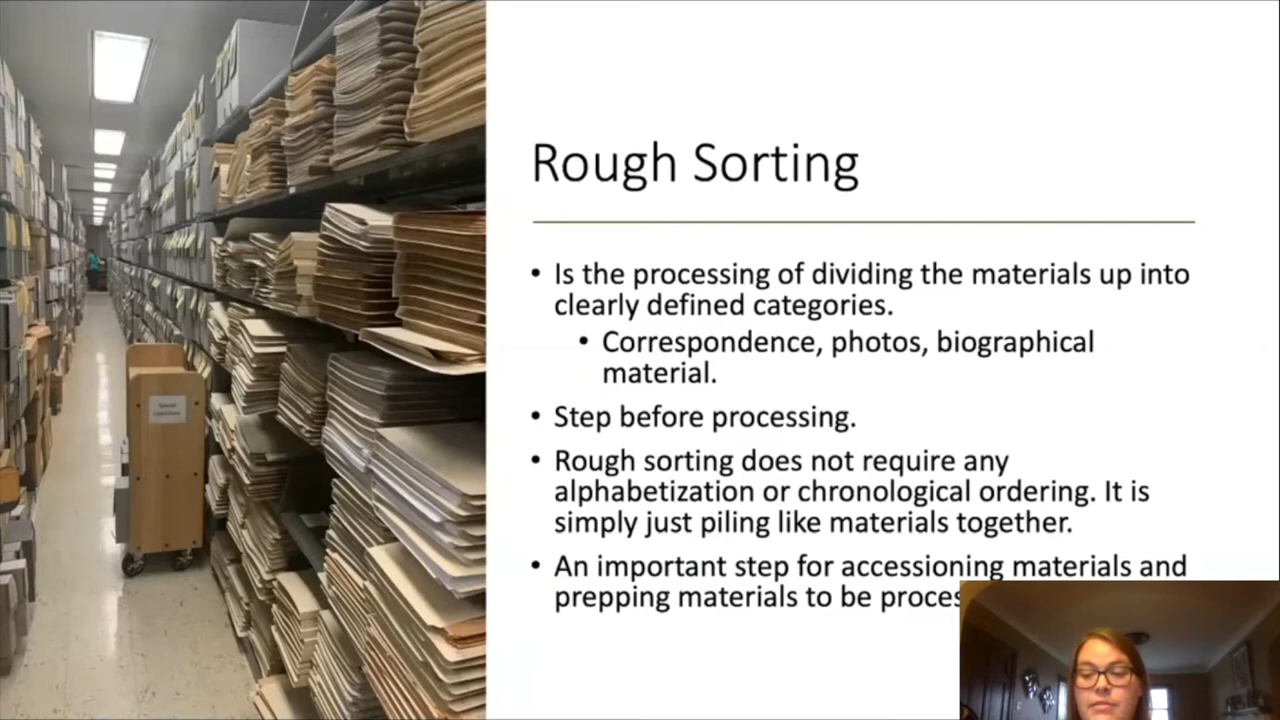 Rough Sorting
• Is the processing of dividing the materials up into
clearly defined categories.
• Correspondence, photos, biographical
material.
• Step before processing.
• Rough sorting does not require any
alphabetization or chronological ordering. It is
simply just piling like materials together.
• An important step for accessioning materials and
prepping materials to be